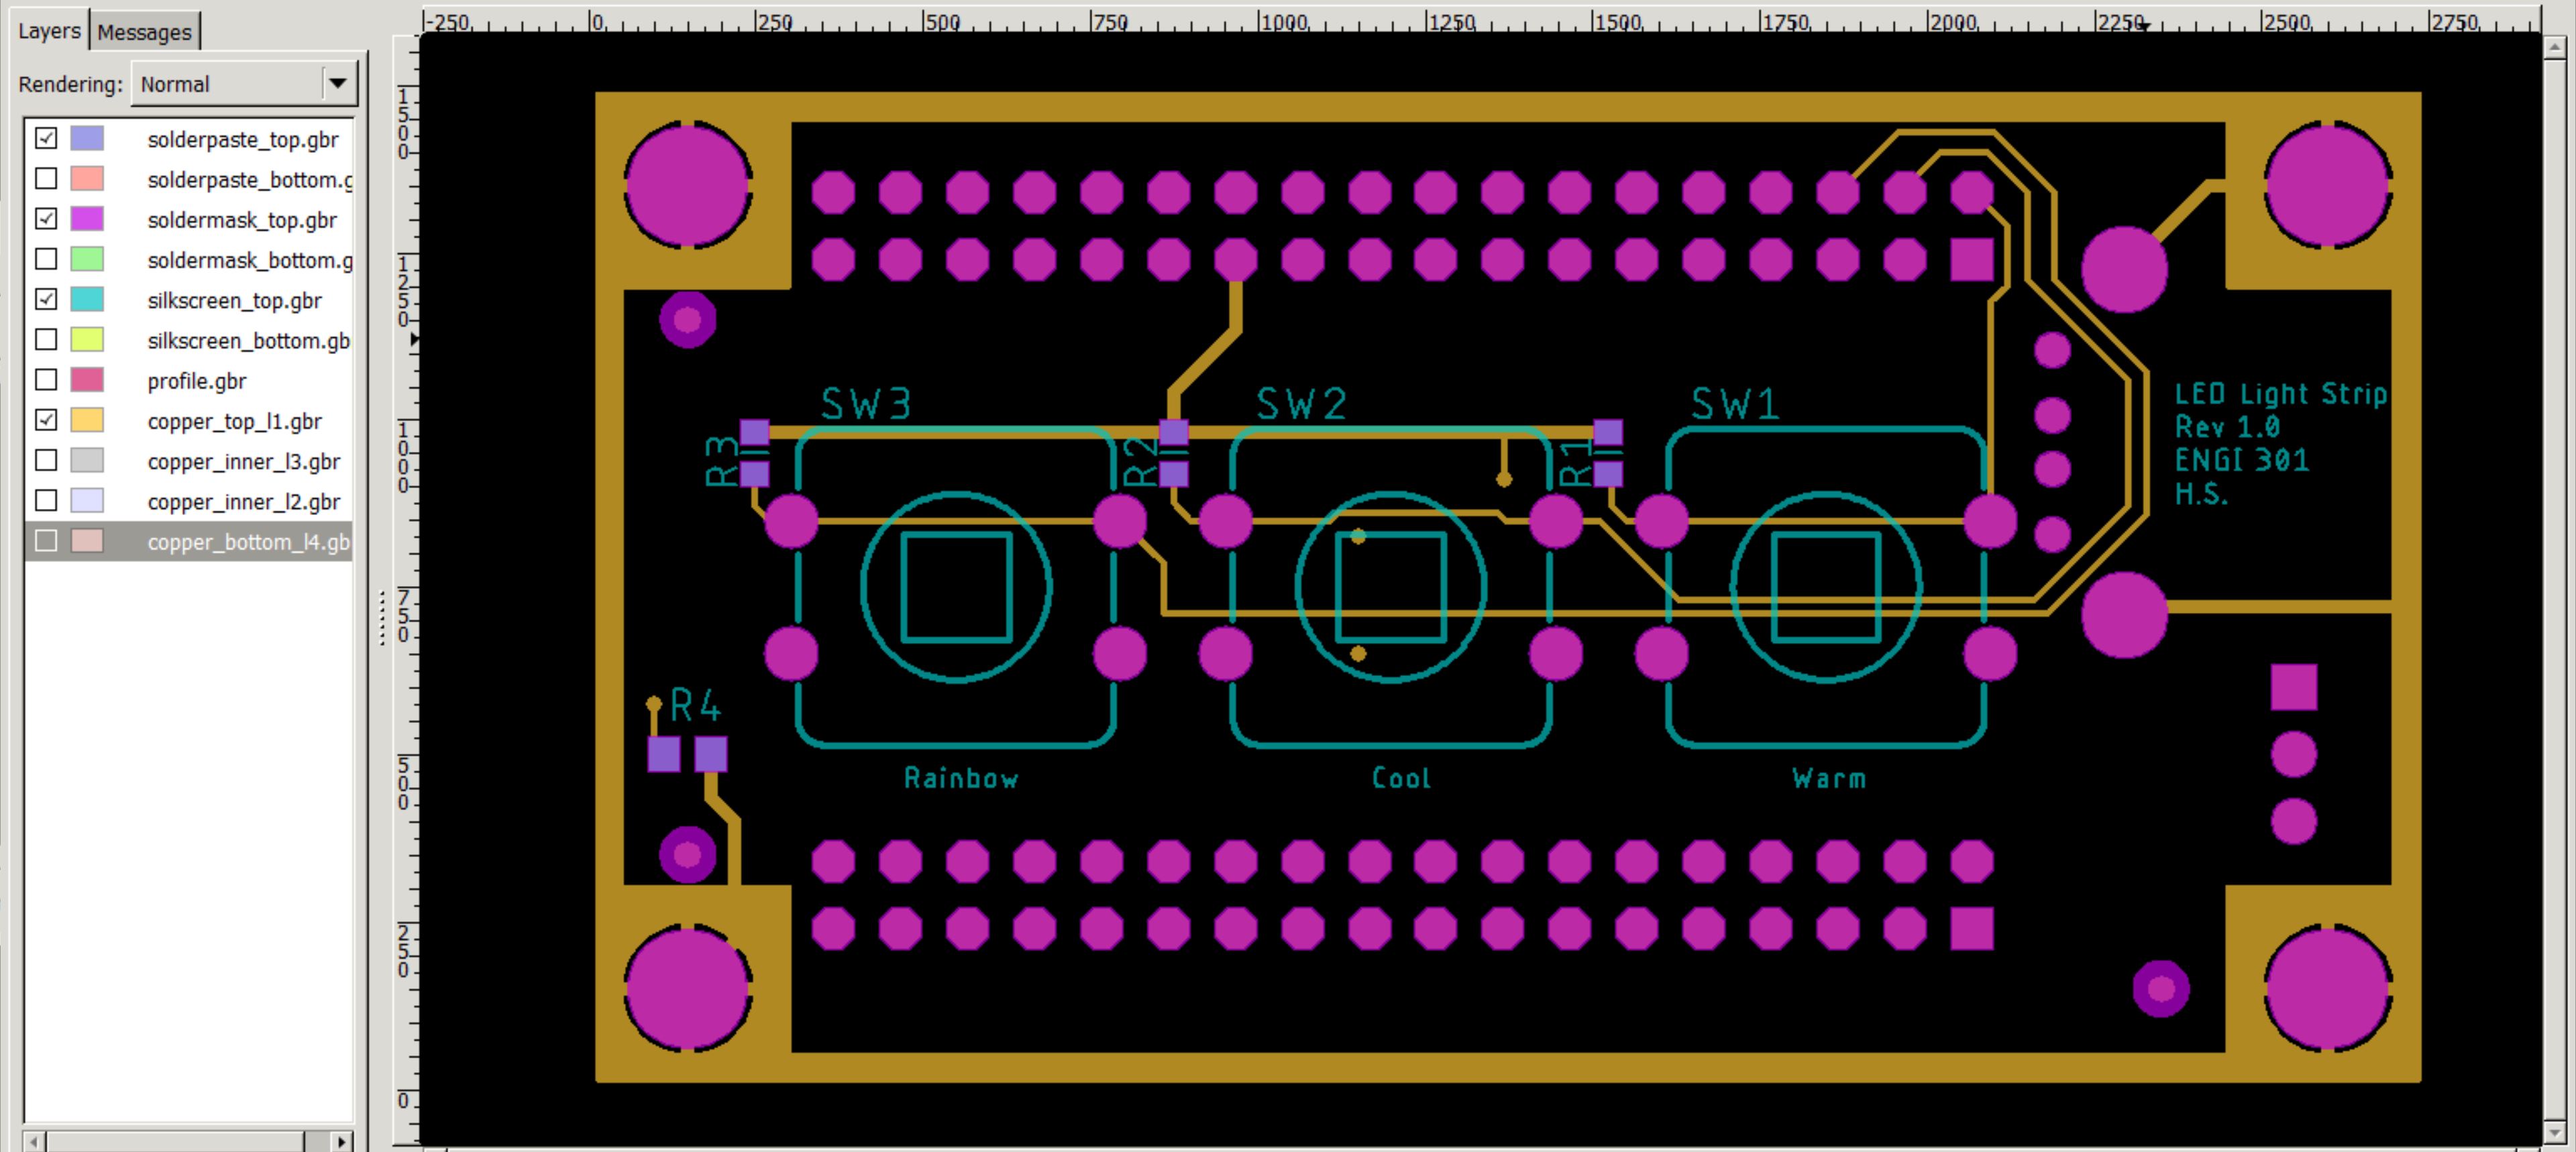 Layers Messages
-250 0 250 500 750 1000 1250 1500 1750 2000 2250 2500 2750
Rendering: Normal
solderpaste_top.gbr
solderpaste_bottom.g
soldermask_top.gbr
soldermask_bottom.g
silkscreen_top.gbr
silkscreen_bottom.gb
profile.gbr
copper_top_l1.gbr
copper_inner_l3.gbr
copper_inner_l2.gbr
copper_bottom_l4.gb
1500
1250
1000
750
500
250
0
SW3 SW2 SW1
R3 R2 R1
LED Light Strip
Rev 1.0
ENGI 301
H.S.
R4
Rainbow Cool Warm